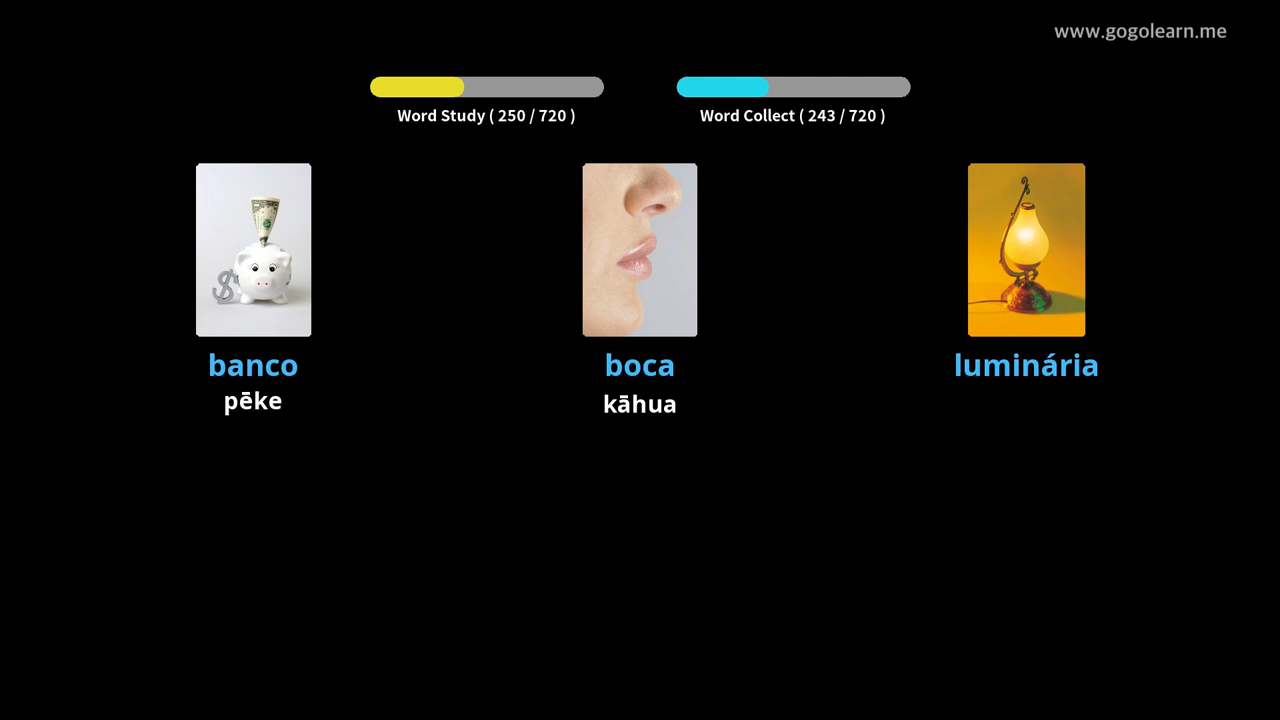 www.gogolearn.me
Word Study ( 250 / 720 )
Word Collect ( 243 / 720 )
banco
boca
luminária
pēke
kāhua